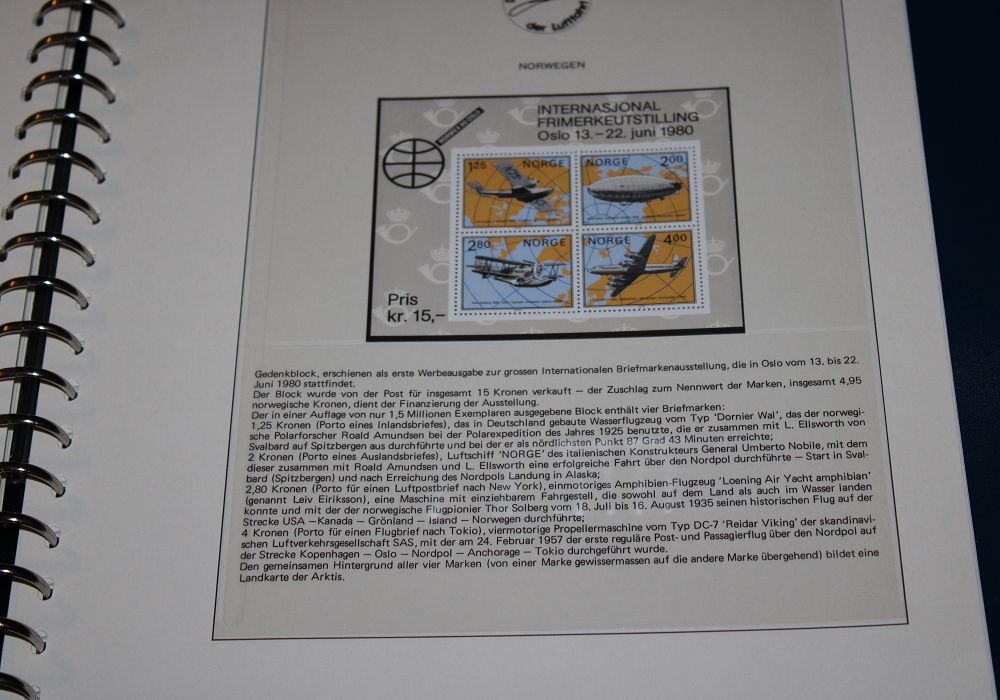 der Luftfahrt
NORWEGEN
INTERNASJONAL
FRIMERKEUTSTILLING
Oslo 13.–22. juni 1980
1,25 NORGE
NORGE 2,00
2,80 NORGE
NORGE 4,00
Pris
kr. 15,–
Gedenkblock, erschienen als erste Werbeausgabe zur grossen Internationalen Briefmarkenausstellung, die in Oslo vom 13. bis 22.
Juni 1980 stattfindet.
Der Block wurde von der Post für insgesamt 15 Kronen verkauft – der Zuschlag zum Nennwert der Marken, insgesamt 4,95
norwegische Kronen, dient der Finanzierung der Ausstellung.
Der in einer Auflage von nur 1,5 Millionen Exemplaren ausgegebene Block enthält vier Briefmarken:
1,25 Kronen (Porto eines Inlandsbriefs), das in Deutschland gebaute Wasserflugzeug vom Typ 'Dornier Wal', das der norwegi-
sche Polarforscher Roald Amundsen bei der Polarexpedition des Jahres 1925 benutzte, die er zusammen mit L. Ellsworth von
Svalbard auf Spitzbergen aus durchführte und bei der er als nördlichsten Punkt 87 Grad 43 Minuten erreichte;
2 Kronen (Porto eines Auslandsbriefs), Luftschiff 'NORGE' des italienischen Konstrukteurs General Umberto Nobile, mit dem
dieser zusammen mit Roald Amundsen und L. Ellsworth eine erfolgreiche Fahrt über den Nordpol durchführte – Start in Sval-
bard (Spitzbergen) und nach Erreichung des Nordpols Landung in Alaska;
2,80 Kronen (Porto für einen Luftpostbrief nach New York), einmotoriges Amphibien-Flugzeug 'Loening Air Yacht amphibian'
(genannt Leiv Eiriksson), eine Maschine mit einziehbarem Fahrgestell, die sowohl auf dem Land als auch im Wasser landen
konnte und mit der der norwegische Flugpionier Thor Solberg vom 18. Juli bis 16. August 1935 seinen historischen Flug auf der
Strecke USA –Kanada – Grönland – Island – Norwegen durchführte;
4 Kronen (Porto für einen Flugbrief nach Tokio), viermotorige Propellermaschine vom Typ DC-7 'Reidar Viking' der skandinavi-
schen Luftverkehrsgesellschaft SAS, mit der am 24. Februar 1957 der erste reguläre Post- und Passagierflug über den Nordpol auf
der Strecke Kopenhagen – Oslo – Nordpol – Anchorage – Tokio durchgeführt wurde.
Den gemeinsamen Hintergrund aller vier Marken (von einer Marke gewissermassen auf die andere Marke übergehend) bildet eine
Landkarte der Arktis.